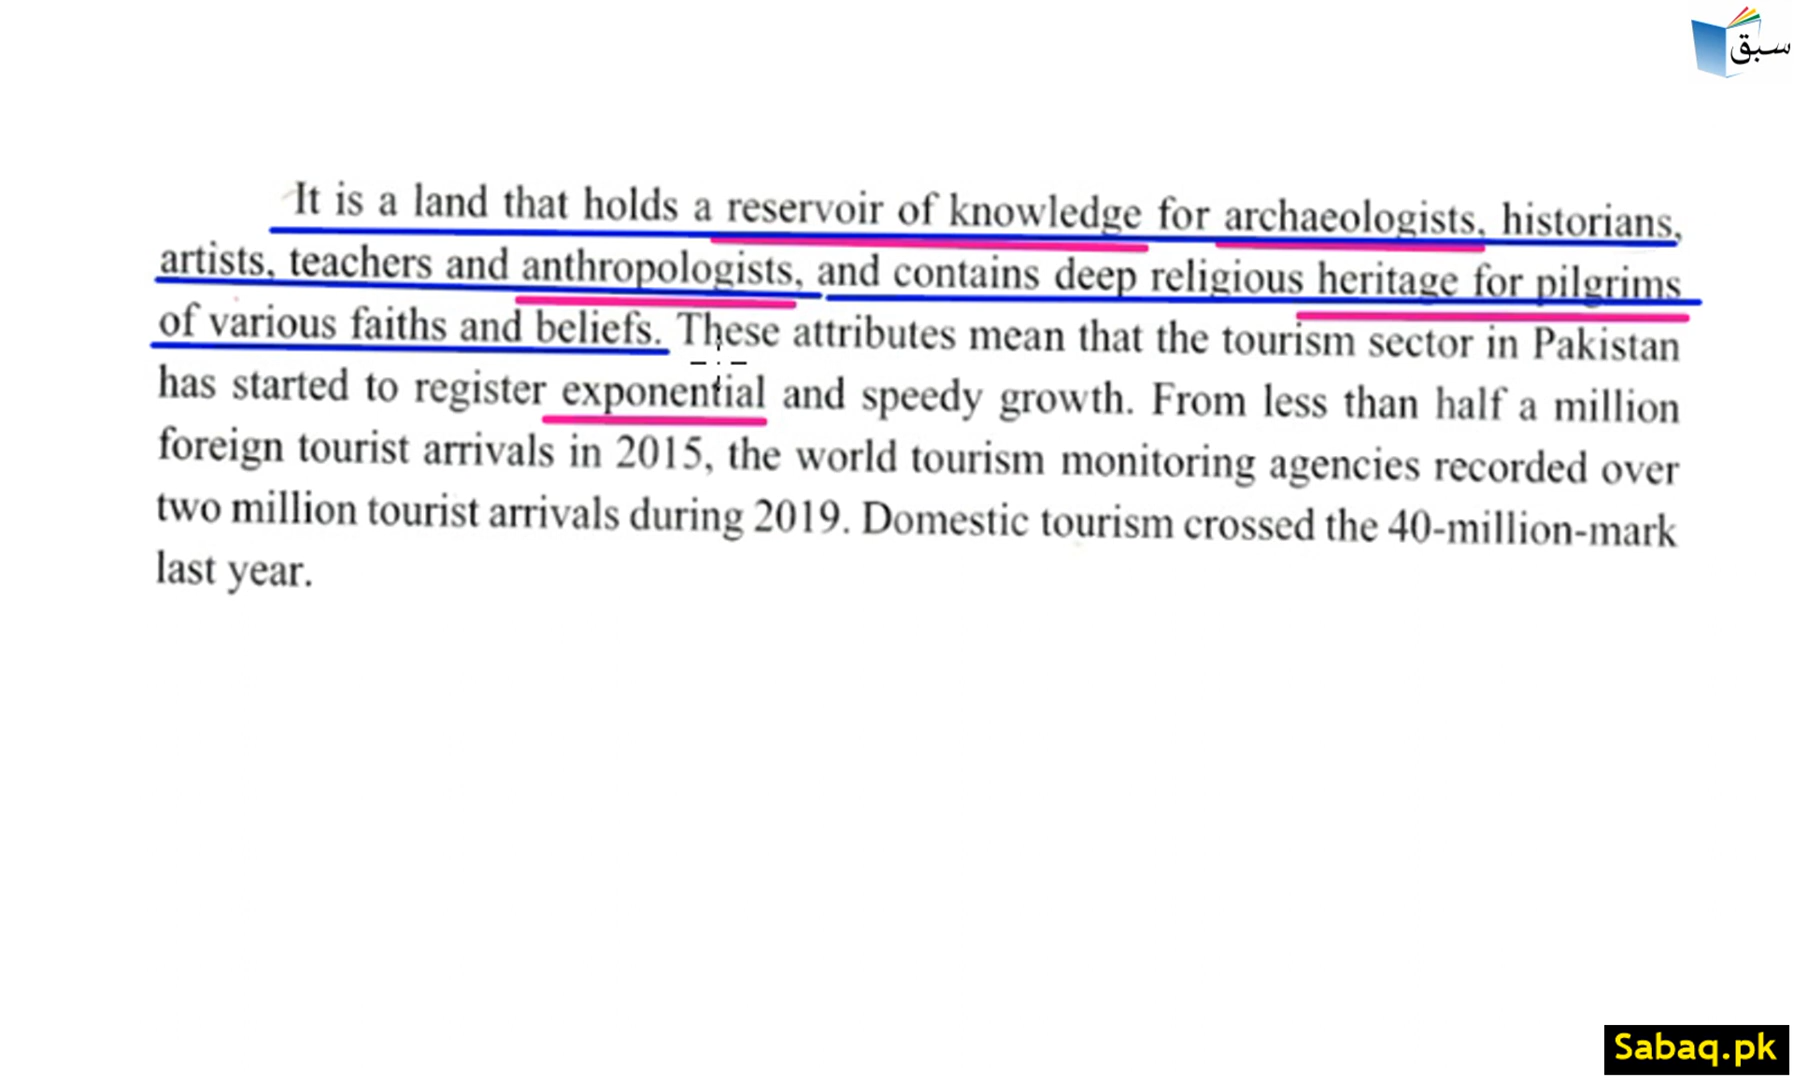 سبق
It is a land that holds a reservoir of knowledge for archaeologists, historians,
artists, teachers and anthropologists, and contains deep religious heritage for pilgrims
of various faiths and beliefs. These attributes mean that the tourism sector in Pakistan
has started to register exponential and speedy growth. From less than half a million
foreign tourist arrivals in 2015, the world tourism monitoring agencies recorded over
two million tourist arrivals during 2019. Domestic tourism crossed the 40-million-mark
last year.
Sabaq.pk